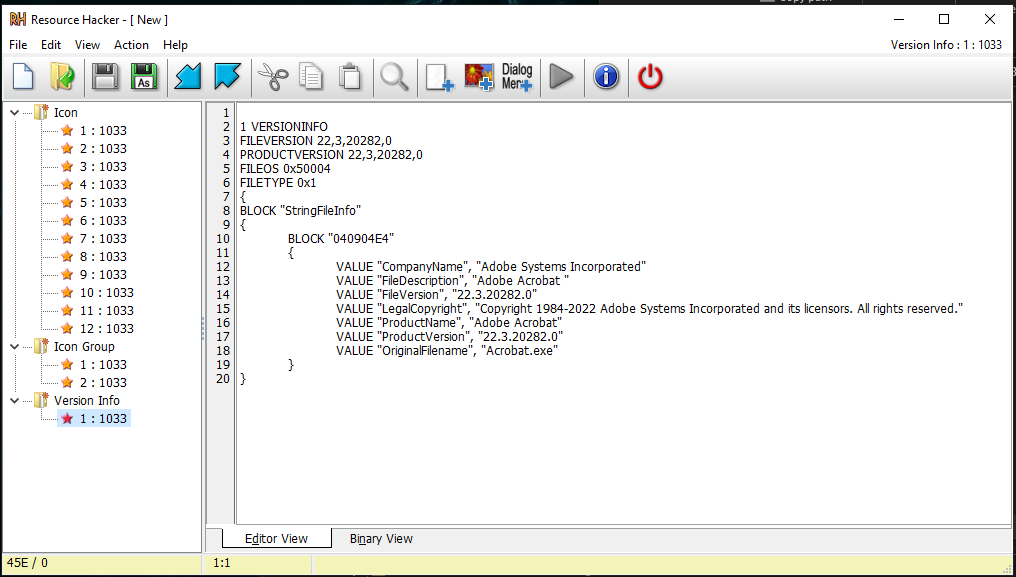 Resource Hacker - [ New ]
File Edit View Action Help
Version Info : 1 : 1033
As
Dialog
Menu
Icon
1 : 1033
2 : 1033
3 : 1033
4 : 1033
5 : 1033
6 : 1033
7 : 1033
8 : 1033
9 : 1033
10 : 1033
11 : 1033
12 : 1033
Icon Group
1 : 1033
2 : 1033
Version Info
1 : 1033
1
2 1 VERSIONINFO
3 FILEVERSION 22,3,20282,0
4 PRODUCTVERSION 22,3,20282,0
5 FILEOS 0x50004
6 FILETYPE 0x1
7 {
8 BLOCK "StringFileInfo"
9 {
10 BLOCK "040904E4"
11 {
12 VALUE "CompanyName", "Adobe Systems Incorporated"
13 VALUE "FileDescription", "Adobe Acrobat "
14 VALUE "FileVersion", "22.3.20282.0"
15 VALUE "LegalCopyright", "Copyright 1984-2022 Adobe Systems Incorporated and its licensors. All rights reserved."
16 VALUE "ProductName", "Adobe Acrobat"
17 VALUE "ProductVersion", "22.3.20282.0"
18 VALUE "OriginalFilename", "Acrobat.exe"
19 }
20 }
Editor View
Binary View
45E / 0
1:1